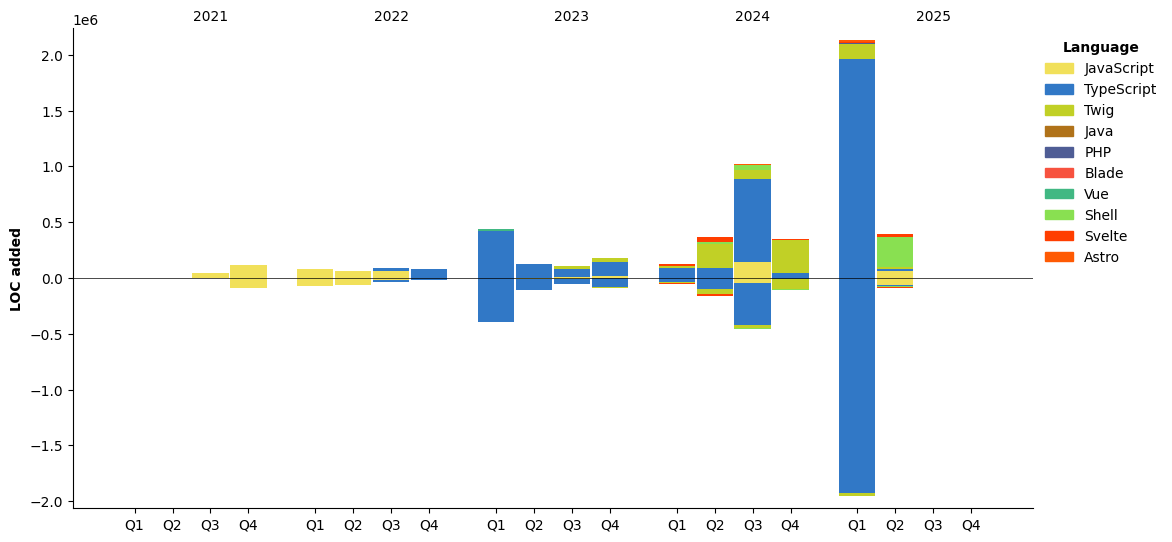 1e6
2021 2022 2023 2024 2025
LOC added
2.0
1.5
1.0
0.5
0.0
−0.5
−1.0
−1.5
−2.0
Q1 Q2 Q3 Q4 Q1 Q2 Q3 Q4 Q1 Q2 Q3 Q4 Q1 Q2 Q3 Q4 Q1 Q2 Q3 Q4
Language
JavaScript
TypeScript
Twig
Java
PHP
Blade
Vue
Shell
Svelte
Astro